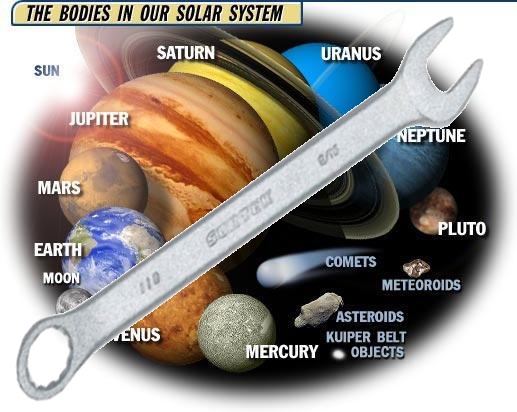 THE BODIES IN OUR SOLAR SYSTEM
SATURN
URANUS
SUN
JUPITER
NEPTUNE
MARS
PLUTO
EARTH
MOON
COMETS
METEOROIDS
VENUS
ASTEROIDS
MERCURY
KUIPER BELT
OBJECTS